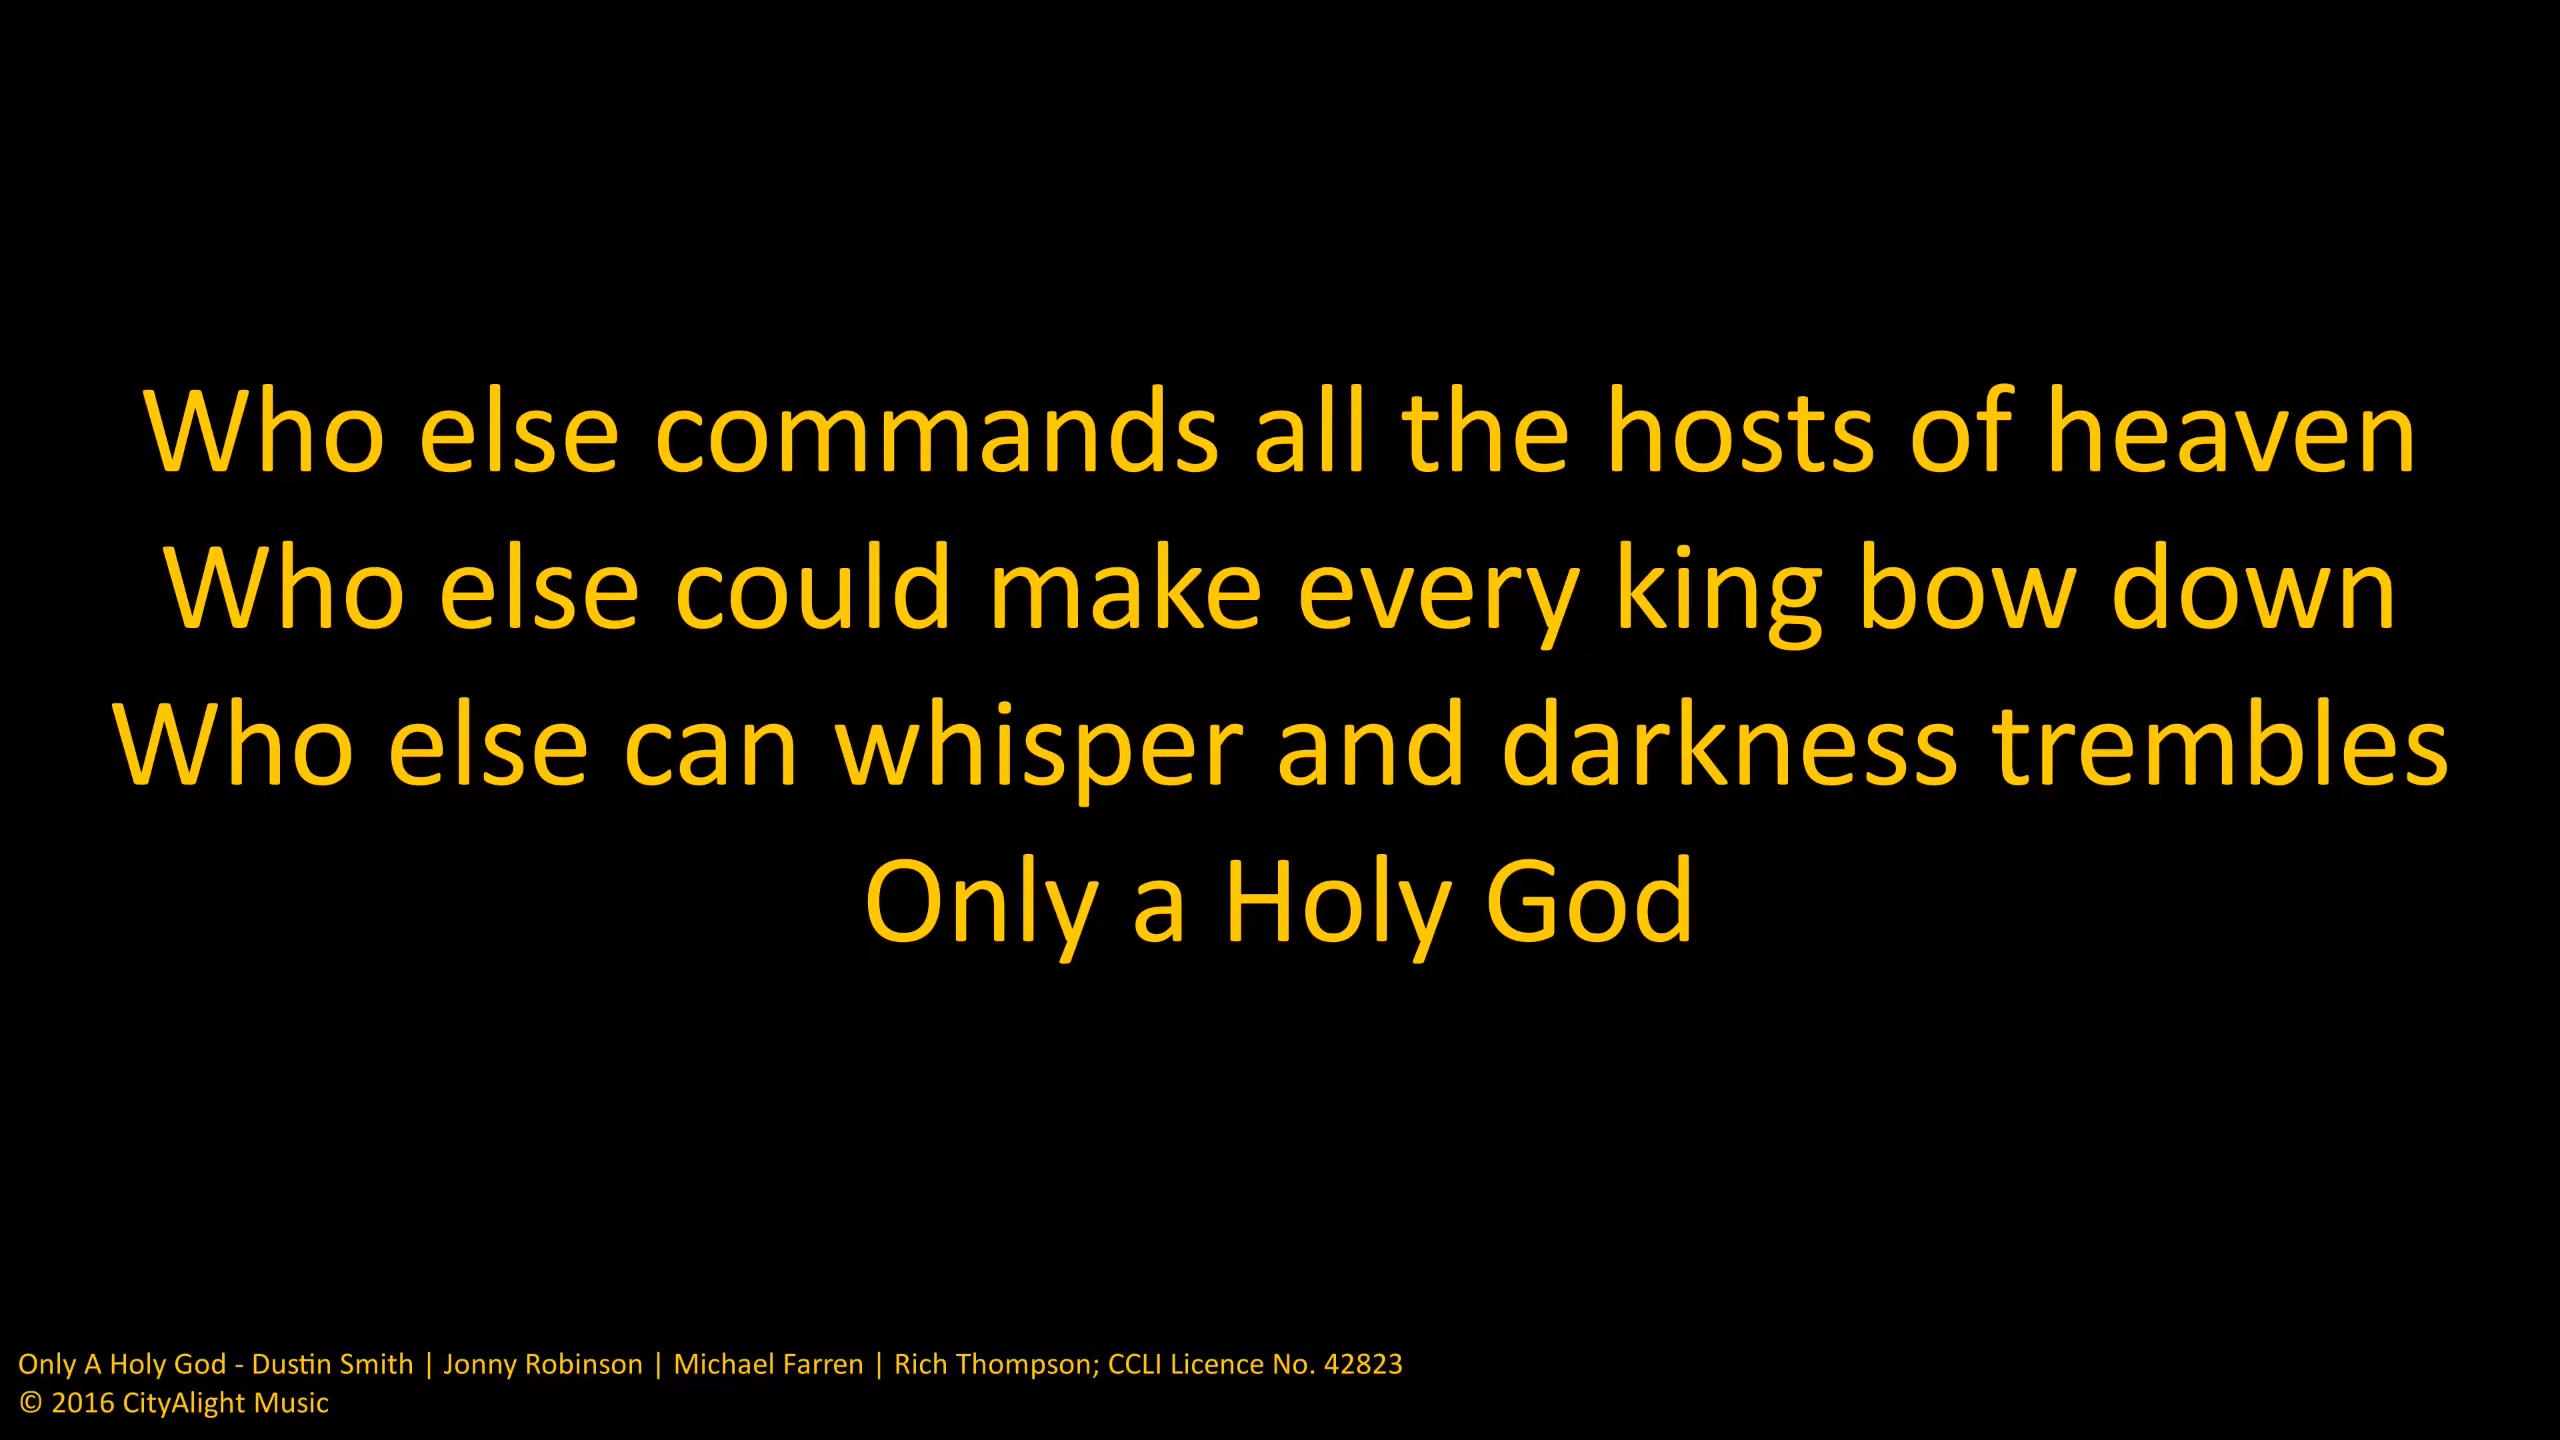 Who else commands all the hosts of heaven
Who else could make every king bow down
Who else can whisper and darkness trembles
Only a Holy God
Only A Holy God - Dustin Smith | Jonny Robinson | Michael Farren | Rich Thompson; CCLI Licence No. 42823
© 2016 CityAlight Music